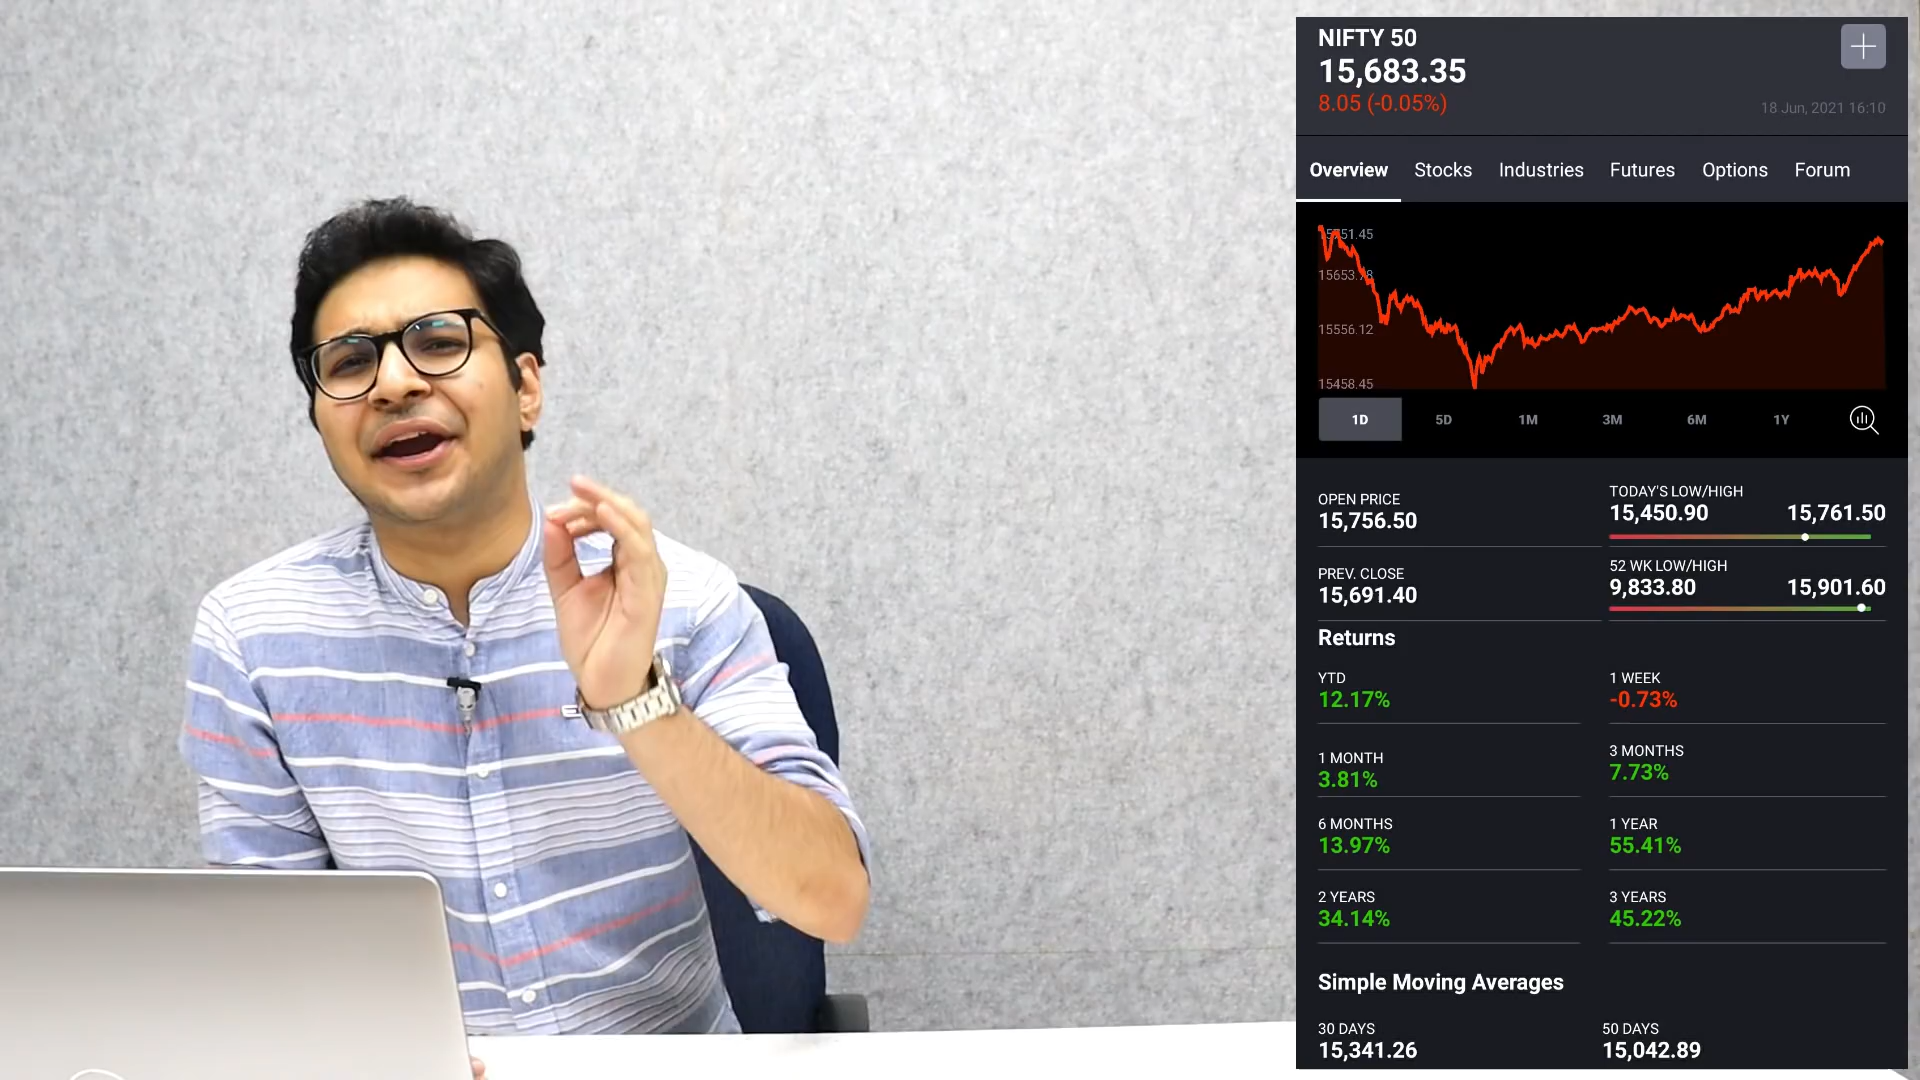 NIFTY 50
15,683.35
8.05 (-0.05%)
18 Jun, 2021 16:10
Overview Stocks Industries Futures Options Forum
15751.45
15653.78
15556.12
15458.45
1D 5D 1M 3M 6M 1Y
OPEN PRICE
15,756.50
TODAY'S LOW/HIGH
15,450.90 15,761.50
PREV. CLOSE
15,691.40
52 WK LOW/HIGH
9,833.80 15,901.60
Returns
YTD
12.17%
1 WEEK
-0.73%
1 MONTH
3.81%
3 MONTHS
7.73%
6 MONTHS
13.97%
1 YEAR
55.41%
2 YEARS
34.14%
3 YEARS
45.22%
Simple Moving Averages
30 DAYS
15,341.26
50 DAYS
15,042.89